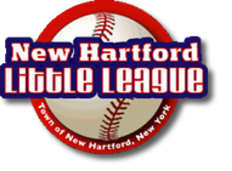 New Hartford
Little League
Town of New Hartford, New York